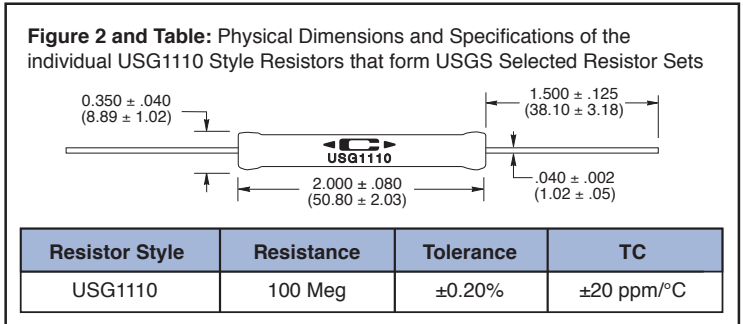 Figure 2 and Table: Physical Dimensions and Specifications of the
individual USG1110 Style Resistors that form USGS Selected Resistor Sets
0.350 ± .040
(8.89 ± 1.02)
1.500 ± .125
(38.10 ± 3.18)
USG1110
2.000 ± .080
(50.80 ± 2.03)
.040 ± .002
(1.02 ± .05)
Resistor Style Resistance Tolerance TC
USG1110 100 Meg ±0.20% ±20 ppm/°C